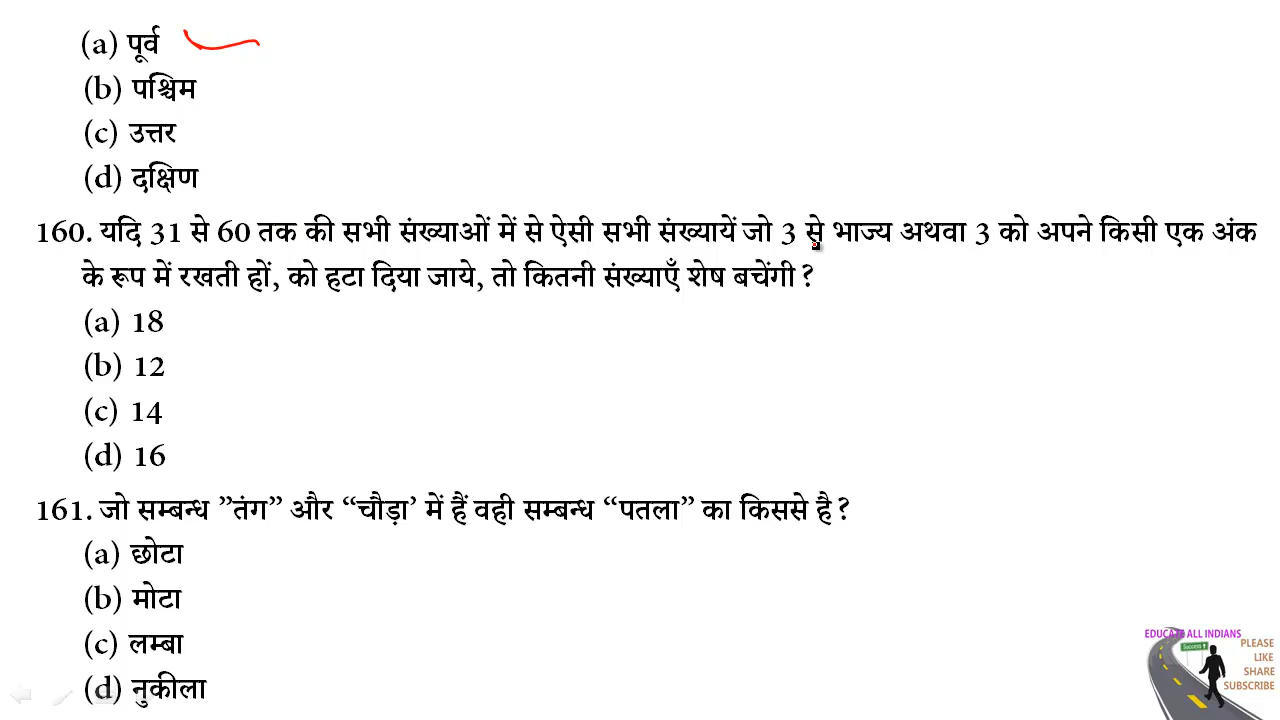 (a) पूर्व
(b) पश्चिम
(c) उत्तर
(d) दक्षिण
160. यदि 31 से 60 तक की सभी संख्याओं में से ऐसी सभी संख्यायें जो 3 से भाज्य अथवा 3 को अपने किसी एक अंक
के रूप में रखती हों, को हटा दिया जाये, तो कितनी संख्याएँ शेष बचेंगी ?
(a) 18
(b) 12
(c) 14
(d) 16
161. जो सम्बन्ध ”तंग” और “चौड़ा’ में हैं वही सम्बन्ध “पतला” का किससे है ?
(a) छोटा
(b) मोटा
(c) लम्बा
(d) नुकीला
EDUCATE ALL INDIANS
Success
PLEASE
LIKE
SHARE
SUBSCRIBE